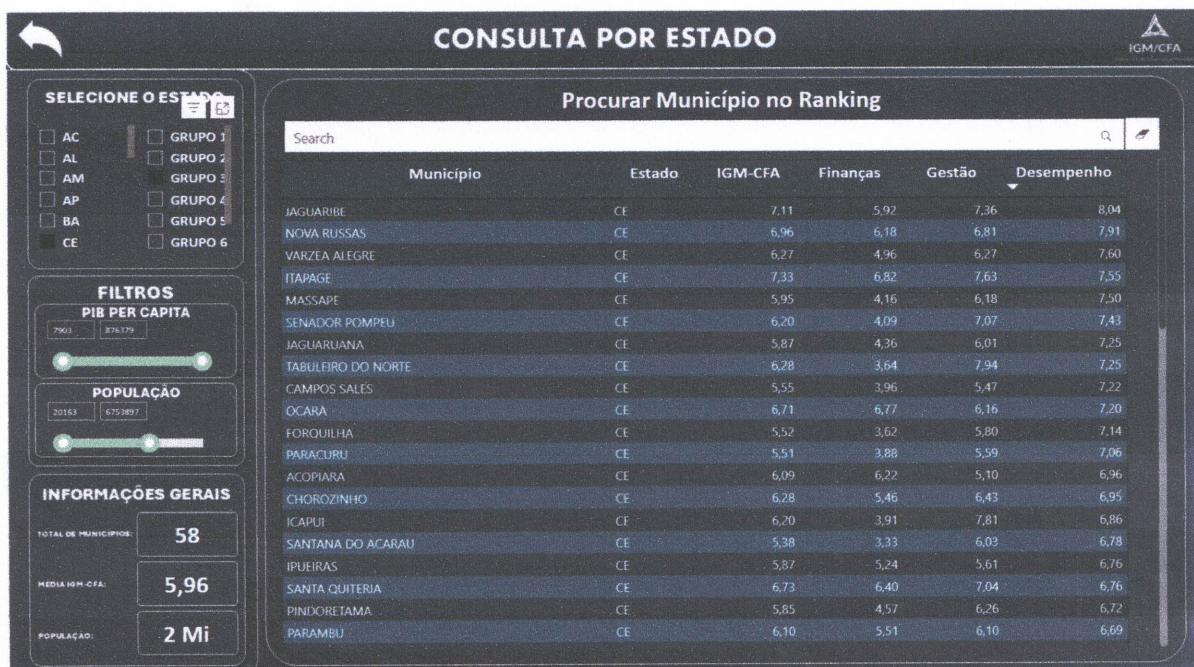 CONSULTA POR ESTADO
IGM/CFA
SELECIONE O ESTADO
AC
AL
AM
AP
BA
CE
GRUPO 1
GRUPO 2
GRUPO 3
GRUPO 4
GRUPO 5
GRUPO 6
FILTROS
PIB PER CAPITA
7903 876379
POPULAÇÃO
20163 6753897
INFORMAÇÕES GERAIS
TOTAL DE MUNICIPIOS: 58
MEDIA IGM-CFA: 5,96
POPULAÇÃO: 2 Mi
Procurar Município no Ranking
Search
Município Estado IGM-CFA Finanças Gestão Desempenho
JAGUARIBE CE 7,11 5,92 7,36 8,04
NOVA RUSSAS CE 6,96 6,18 6,81 7,91
VARZEA ALEGRE CE 6,27 4,96 6,27 7,60
ITAPAGE CE 7,33 6,82 7,63 7,55
MASSAPE CE 5,95 4,16 6,18 7,50
SENADOR POMPEU CE 6,20 4,09 7,07 7,43
JAGUARUANA CE 5,87 4,36 6,01 7,25
TABULEIRO DO NORTE CE 6,28 3,64 7,94 7,25
CAMPOS SALES CE 5,55 3,96 5,47 7,22
OCARA CE 6,71 6,77 6,16 7,20
FORQUILHA CE 5,52 3,62 5,80 7,14
PARACURU CE 5,51 3,88 5,59 7,06
ACOPIARA CE 6,09 6,22 5,10 6,96
CHOROZINHO CE 6,28 5,46 6,43 6,95
ICAPUI CE 6,20 3,91 7,81 6,86
SANTANA DO ACARAU CE 5,38 3,33 6,03 6,78
IPUEIRAS CE 5,87 5,24 5,61 6,76
SANTA QUITERIA CE 6,73 6,40 7,04 6,76
PINDORETAMA CE 5,85 4,57 6,26 6,72
PARAMBU CE 6,10 5,51 6,10 6,69